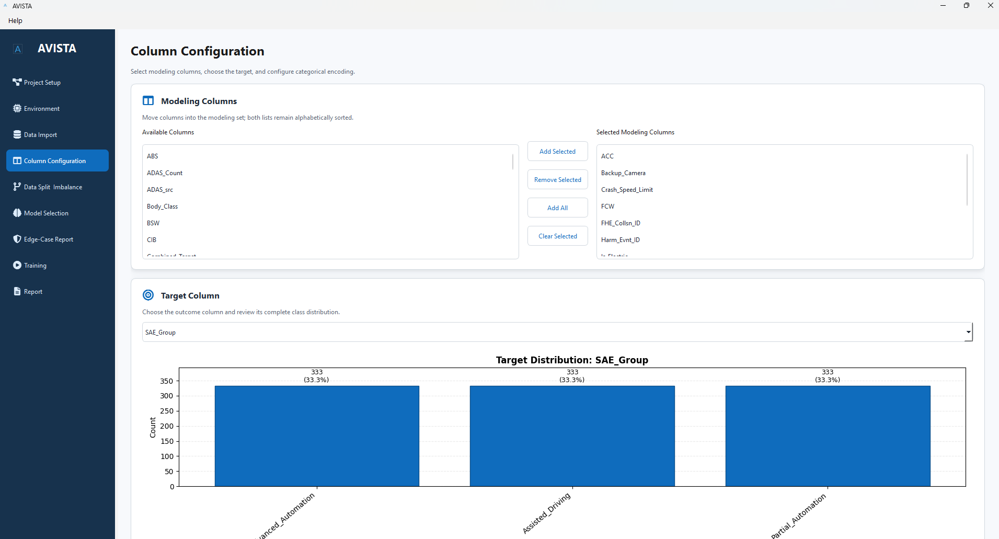 AVISTA
Help
A
AVISTA
Project Setup
Environment
Data Import
Column Configuration
Data Split Imbalance
Model Selection
Edge-Case Report
Training
Report
Column Configuration
Select modeling columns, choose the target, and configure categorical encoding.
Modeling Columns
Move columns into the modeling set; both lists remain alphabetically sorted.
Available Columns
ABS
ADAS_Count
ADAS_src
Body_Class
BSW
CIB
Add Selected
Remove Selected
Add All
Clear Selected
Selected Modeling Columns
ACC
Backup_Camera
Crash_Speed_Limit
FCW
FHE_Collsn_ID
Harm_Evnt_ID
Target Column
Choose the outcome column and review its complete class distribution.
SAE_Group
Target Distribution: SAE_Group
333
(33.3%)
333
(33.3%)
333
(33.3%)
Count
350
300
250
200
150
100
50
0
vanced_Automation
Assisted_Driving
Partial_Automation